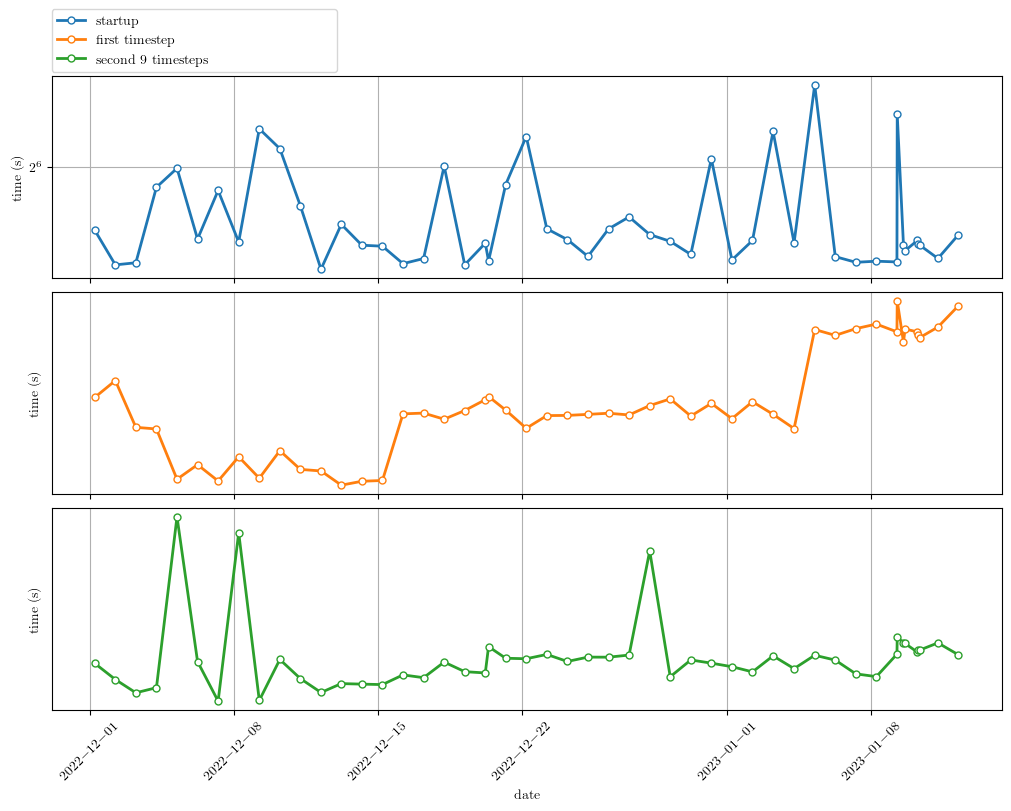 startup
first timestep
second 9 timesteps
time (s)
2⁶
time (s)
time (s)
2022−12−01
2022−12−08
2022−12−15
2022−12−22
2023−01−01
2023−01−08
date